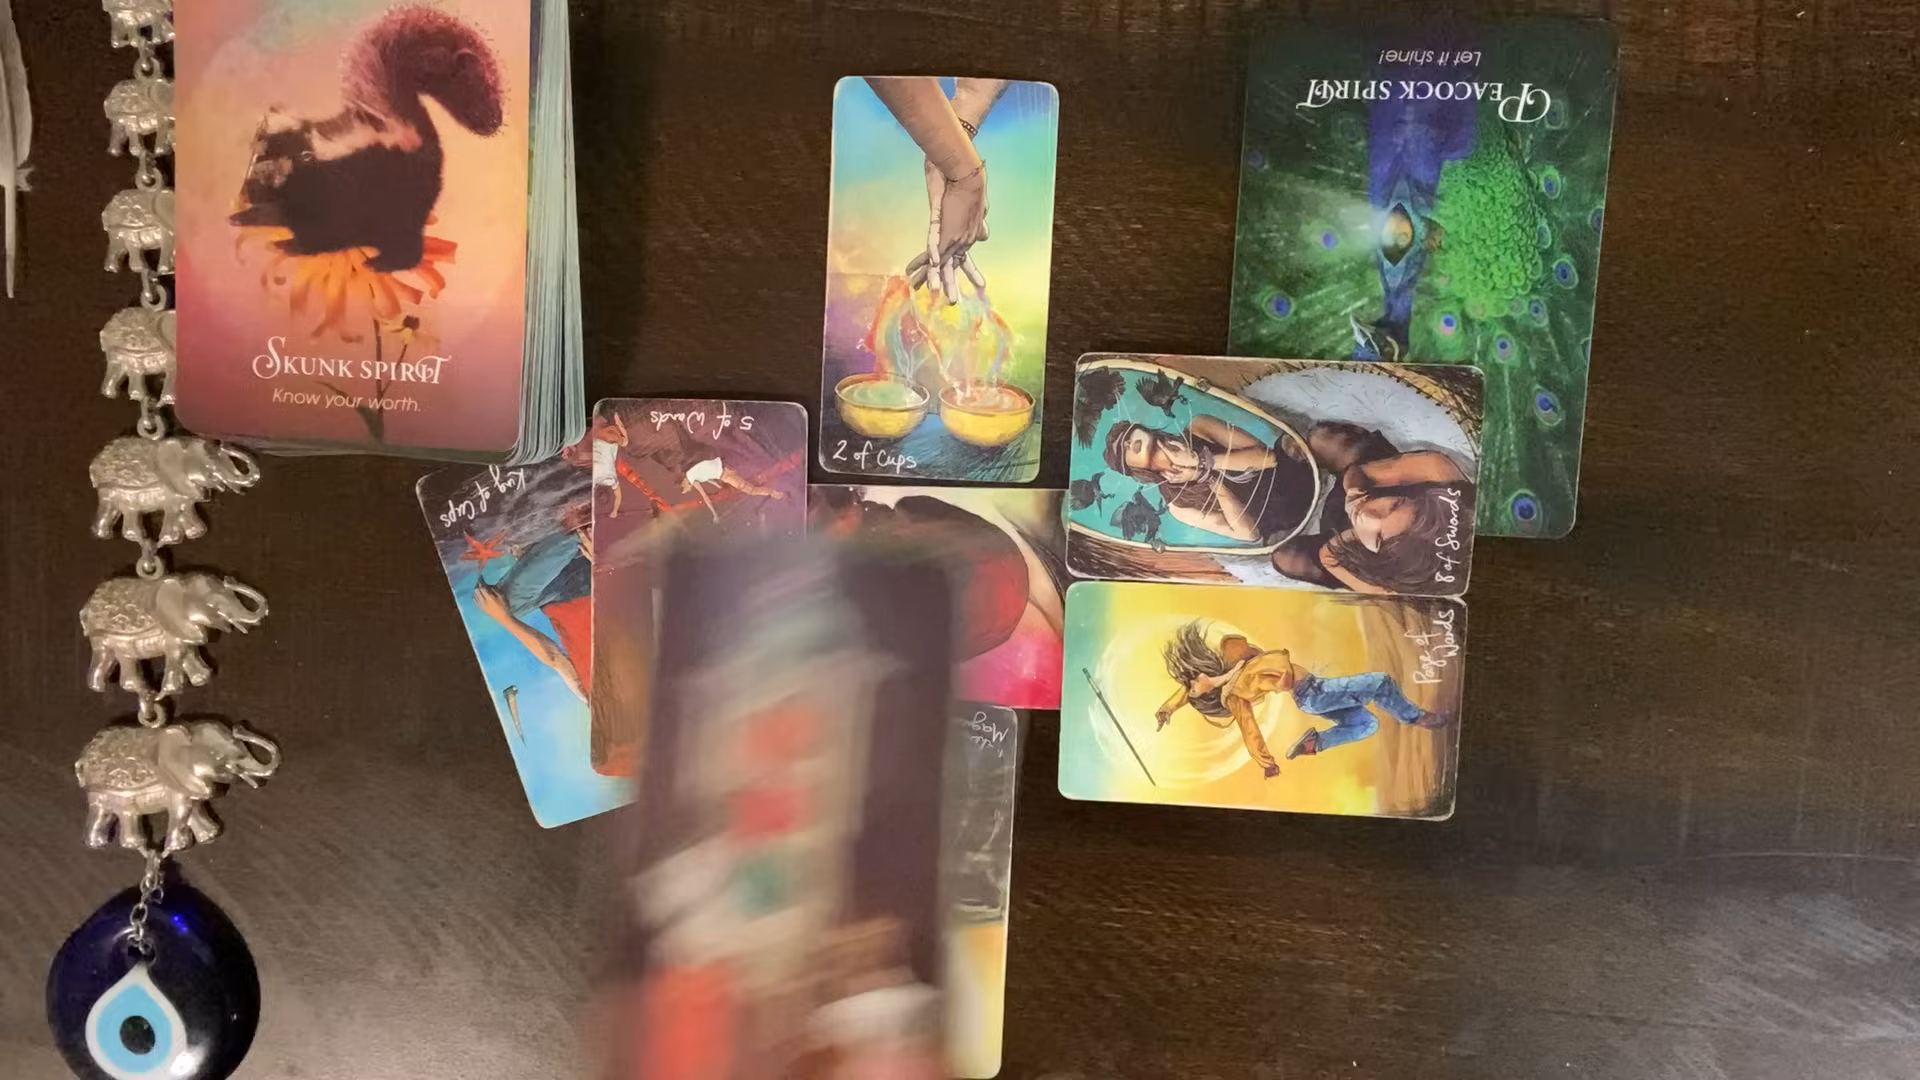 Let it shine!
PEACOCK SPIRIT
SKUNK SPIRIT
Know your worth.
5 of Wands
2 of Cups
King of Cups
8 of Swords
Page of
Wands